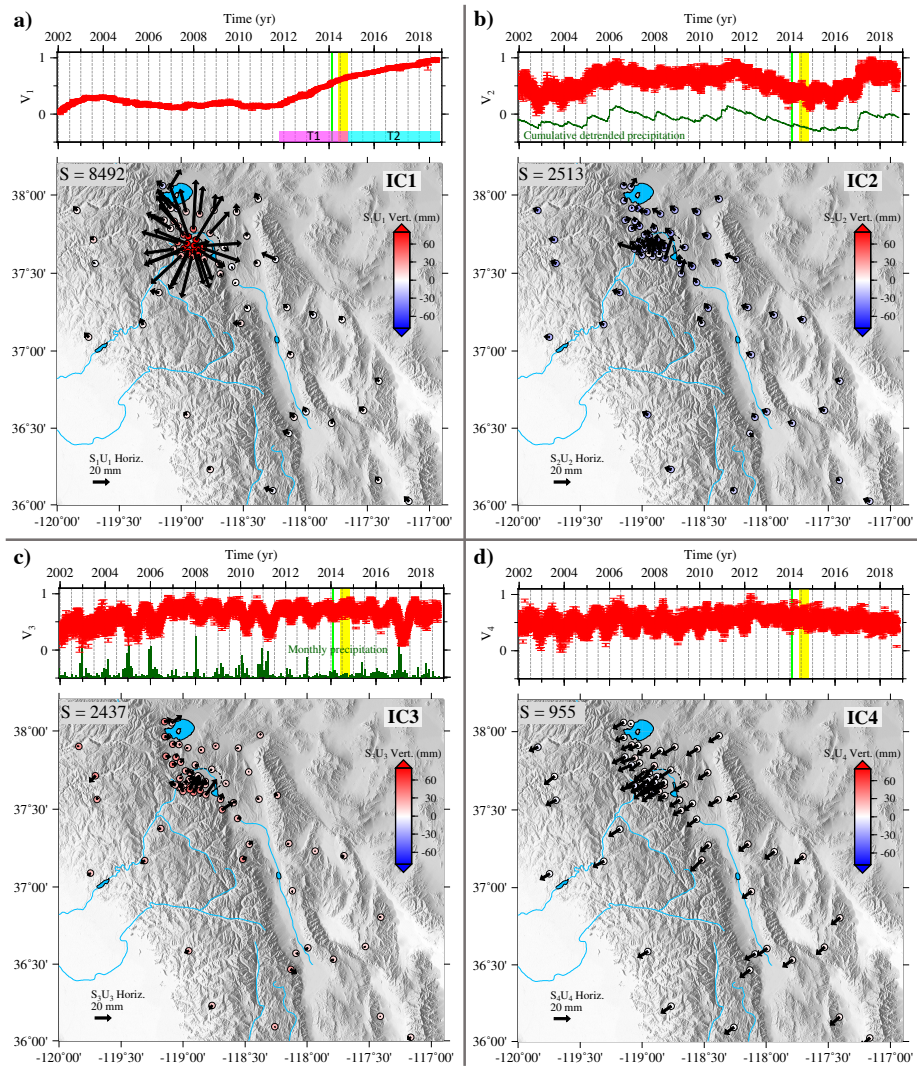 a)
Time (yr)
2002 2004 2006 2008 2010 2012 2014 2016 2018
1
0
V1
T1 T2
S = 8492
IC1
S1U1 Vert. (mm)
60
30
0
-30
-60
38°00'
37°30'
37°00'
36°30'
36°00'
S1U1 Horiz.
20 mm
-120°00' -119°30' -119°00' -118°30' -118°00' -117°30' -117°00'
b)
Time (yr)
2002 2004 2006 2008 2010 2012 2014 2016 2018
1
0
V2
Cumulative detrended precipitation
S = 2513
IC2
S2U2 Vert. (mm)
60
30
0
-30
-60
38°00'
37°30'
37°00'
36°30'
36°00'
S2U2 Horiz.
20 mm
-120°00' -119°30' -119°00' -118°30' -118°00' -117°30' -117°00'
c)
Time (yr)
2002 2004 2006 2008 2010 2012 2014 2016 2018
1
0
V3
Monthly precipitation
S = 2437
IC3
S3U3 Vert. (mm)
60
30
0
-30
-60
38°00'
37°30'
37°00'
36°30'
36°00'
S3U3 Horiz.
20 mm
-120°00' -119°30' -119°00' -118°30' -118°00' -117°30' -117°00'
d)
Time (yr)
2002 2004 2006 2008 2010 2012 2014 2016 2018
1
0
V4
S = 955
IC4
S4U4 Vert. (mm)
60
30
0
-30
-60
38°00'
37°30'
37°00'
36°30'
36°00'
S4U4 Horiz.
20 mm
-120°00' -119°30' -119°00' -118°30' -118°00' -117°30' -117°00'